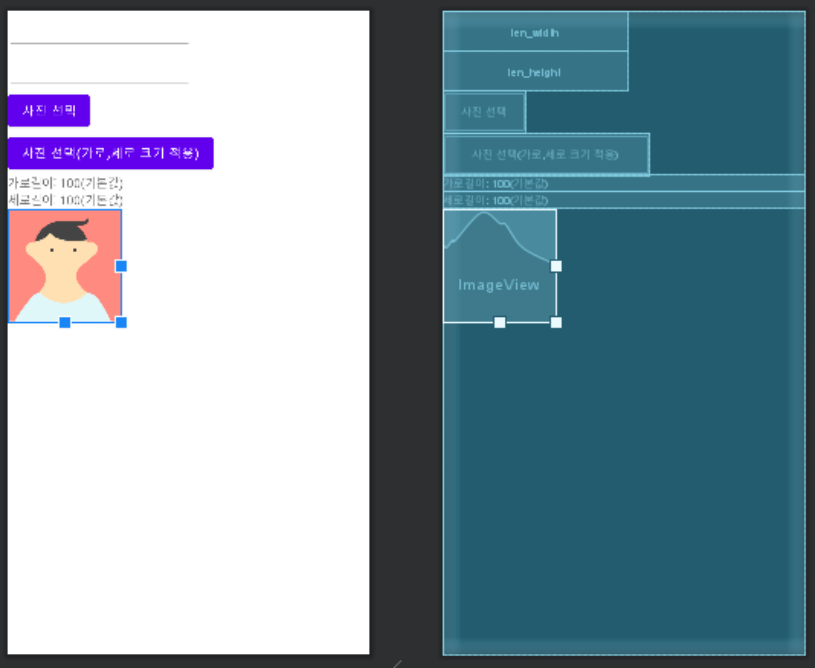 사진 선택
사진 선택(가로,세로 크기 적용)
가로길이: 100(기본값)
세로길이: 100(기본값)
len_width
len_height
사진 선택
사진 선택(가로,세로 크기 적용)
가로길이: 100(기본값)
세로길이: 100(기본값)
ImageView